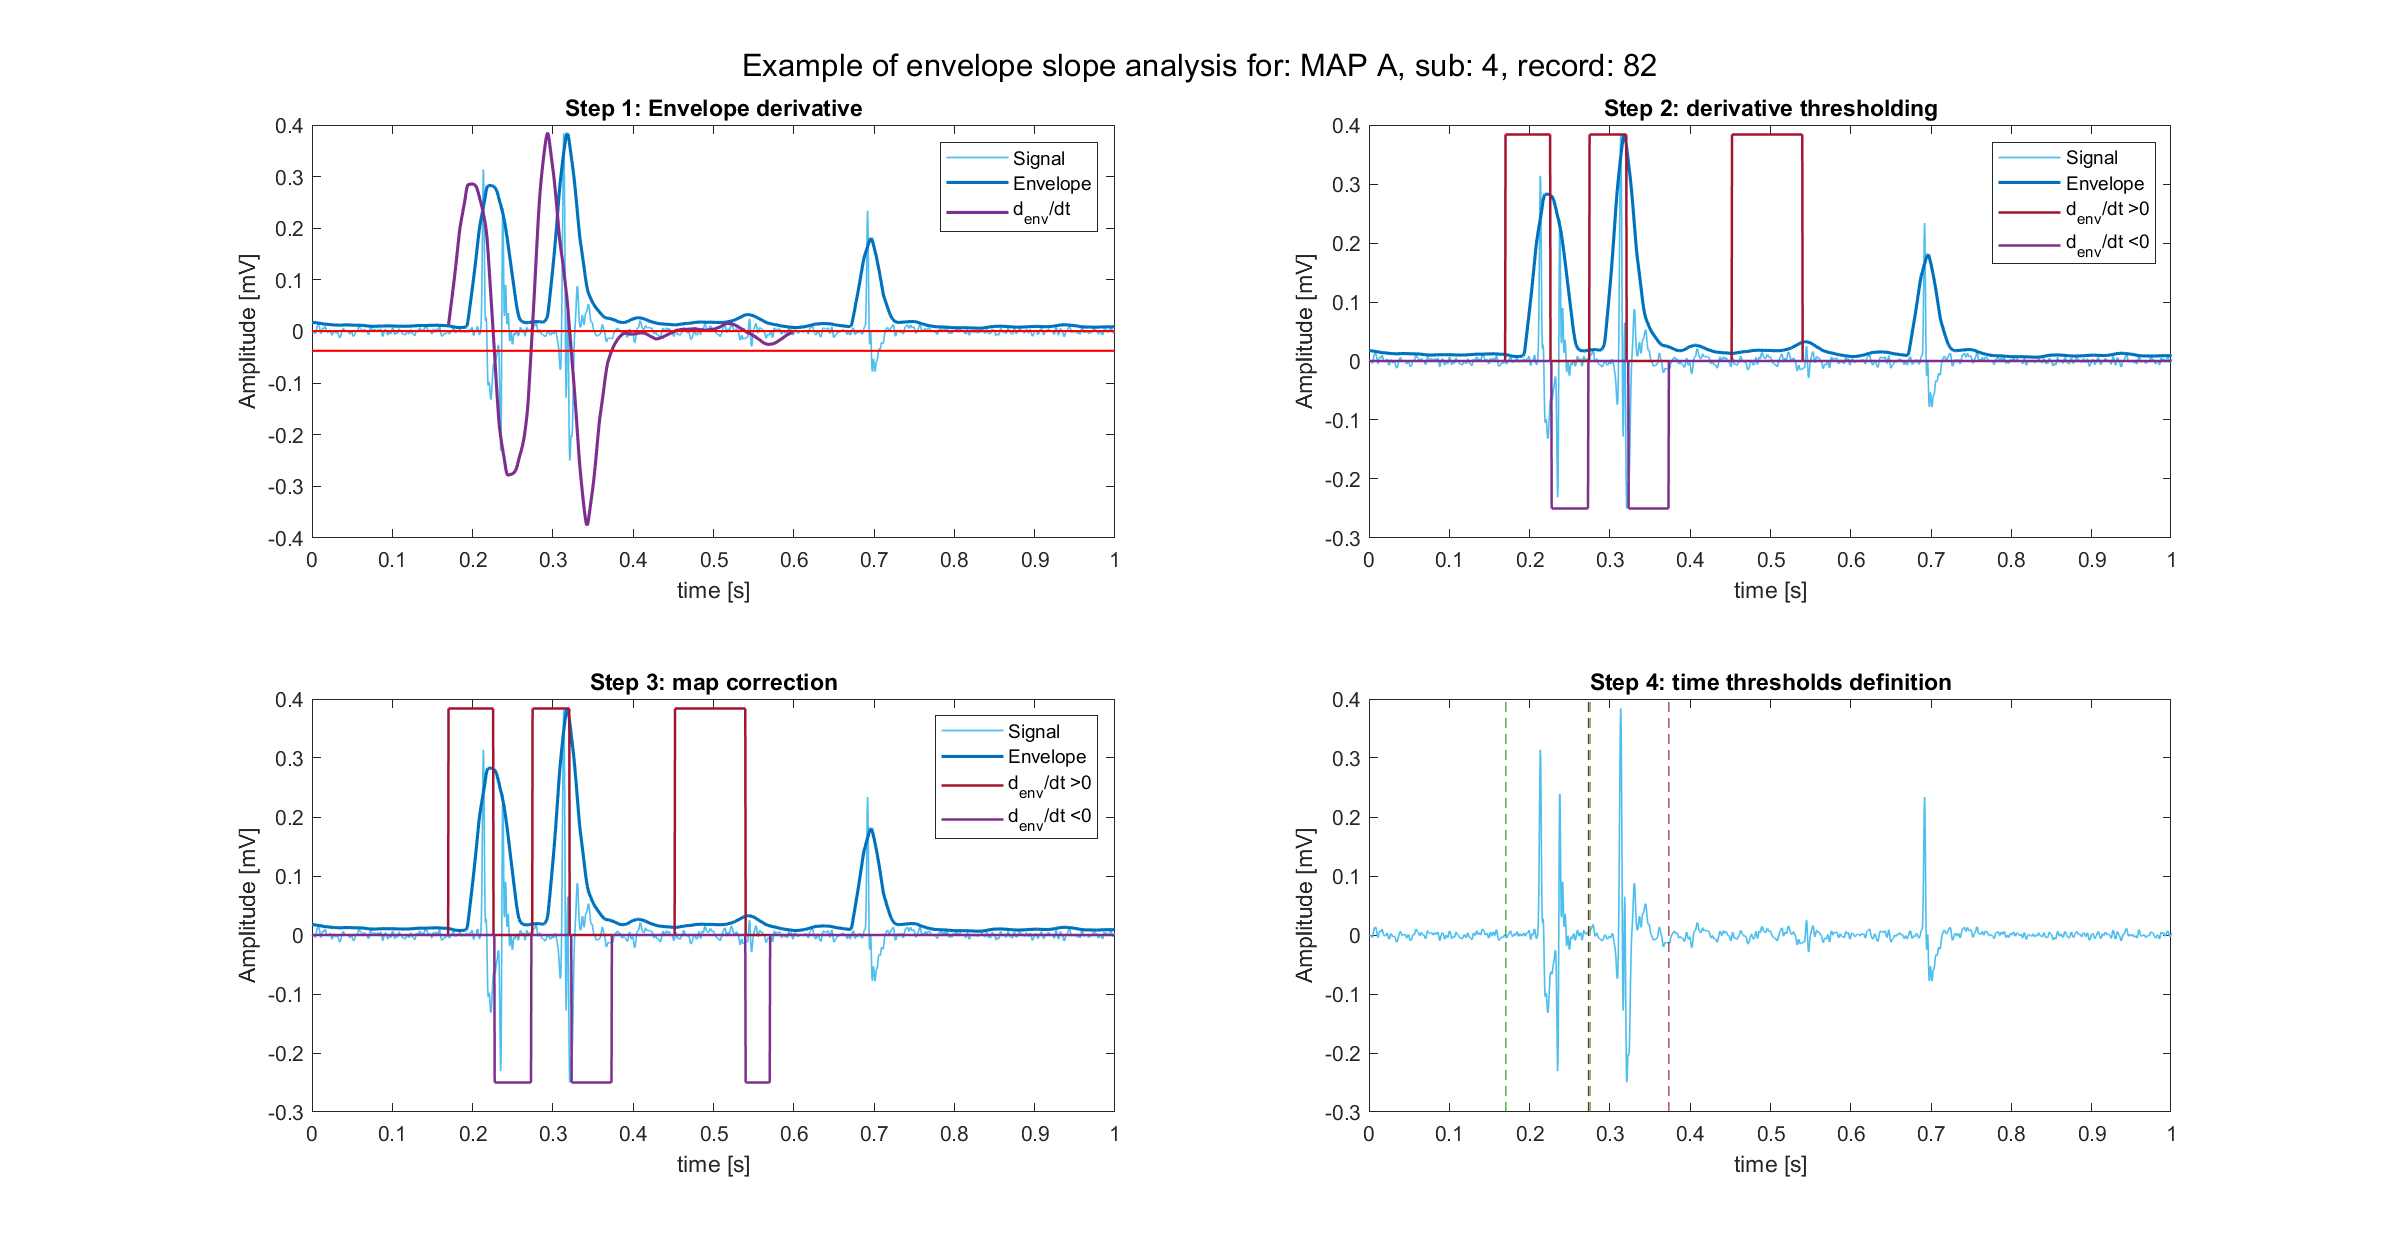 Example of envelope slope analysis for: MAP A, sub: 4, record: 82
Step 1: Envelope derivative
0.4
0.3
0.2
0.1
0
-0.1
-0.2
-0.3
-0.4
Amplitude [mV]
0 0.1 0.2 0.3 0.4 0.5 0.6 0.7 0.8 0.9 1
time [s]
Signal
Envelope
d_env/dt
Step 2: derivative thresholding
0.4
0.3
0.2
0.1
0
-0.1
-0.2
-0.3
Amplitude [mV]
0 0.1 0.2 0.3 0.4 0.5 0.6 0.7 0.8 0.9 1
time [s]
Signal
Envelope
d_env/dt >0
d_env/dt <0
Step 3: map correction
0.4
0.3
0.2
0.1
0
-0.1
-0.2
-0.3
Amplitude [mV]
0 0.1 0.2 0.3 0.4 0.5 0.6 0.7 0.8 0.9 1
time [s]
Signal
Envelope
d_env/dt >0
d_env/dt <0
Step 4: time thresholds definition
0.4
0.3
0.2
0.1
0
-0.1
-0.2
-0.3
Amplitude [mV]
0 0.1 0.2 0.3 0.4 0.5 0.6 0.7 0.8 0.9 1
time [s]